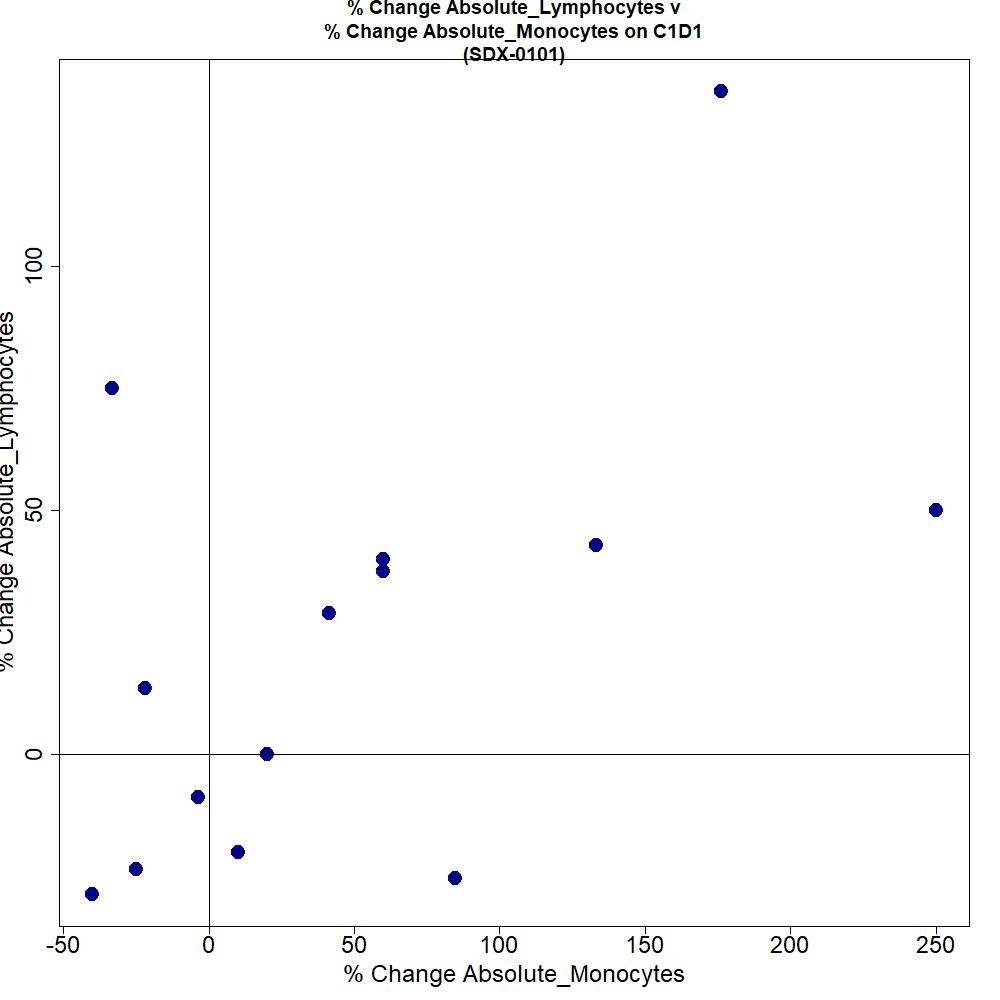 % Change Absolute_Lymphocytes v
% Change Absolute_Monocytes on C1D1
(SDX-0101)
% Change Absolute_Lymphocytes
100
50
0
-50 0 50 100 150 200 250
% Change Absolute_Monocytes